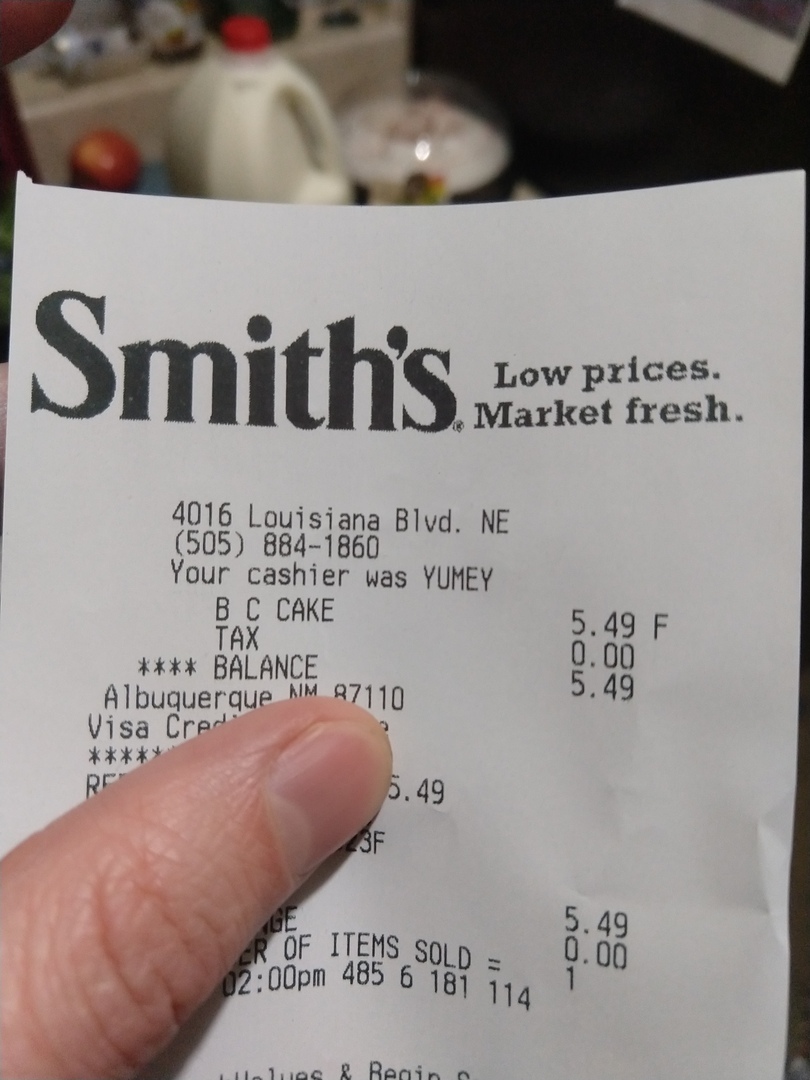 Smith's® Low prices.
Market fresh.
4016 Louisiana Blvd. NE
(505) 884-1860
Your cashier was YUMEY
B C CAKE 5.49 F
TAX 0.00
**** BALANCE 5.49
Albuquerque NM 87110
Visa
*****
5.49
23F
5.49
OF ITEMS SOLD = 0.00
02:00pm 485 6 181 114 1
& Begin